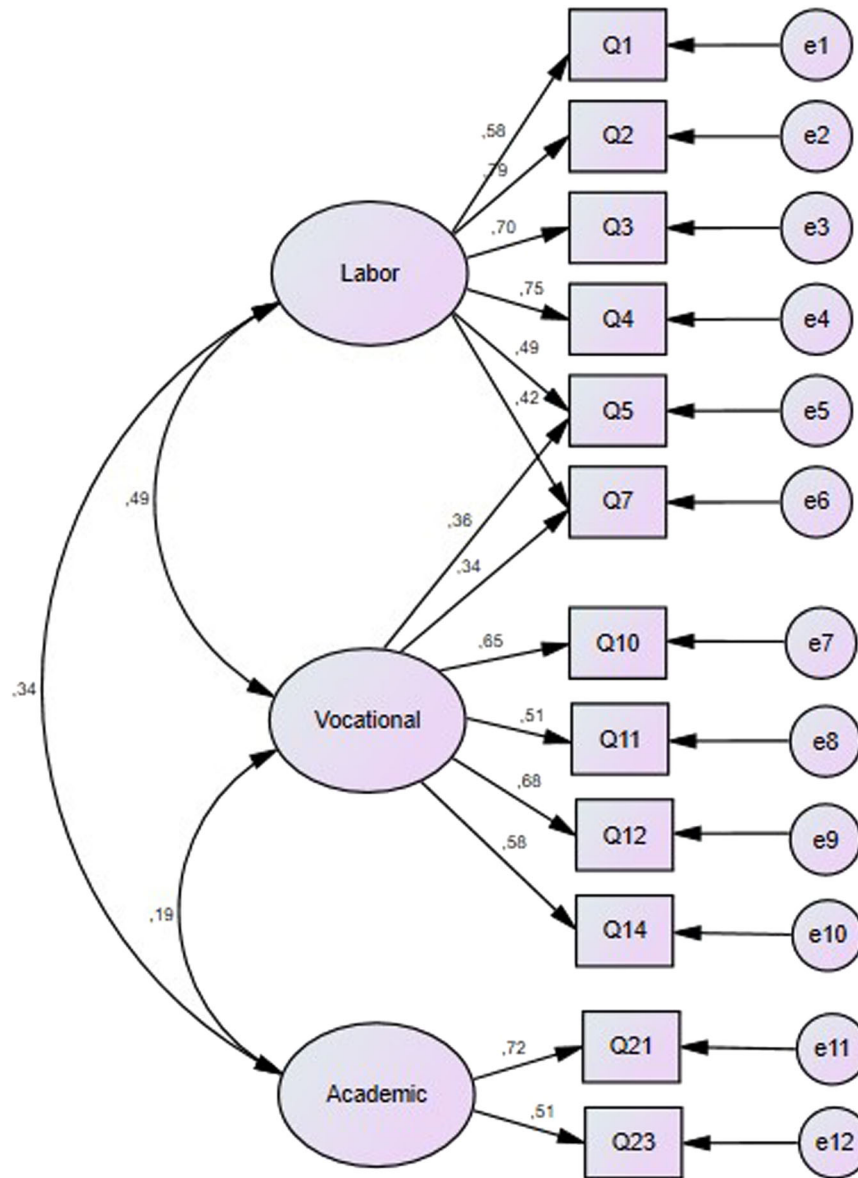 Q1
e1
,58
Q2
e2
,79
Q3
e3
,70
Labor
,75
Q4
e4
,49
,42
Q5
e5
Q7
e6
,49
,36
,34
Q10
e7
,65
,34
Vocational
,51
Q11
e8
,68
Q12
e9
,58
Q14
e10
,19
Q21
e11
,72
Academic
,51
Q23
e12